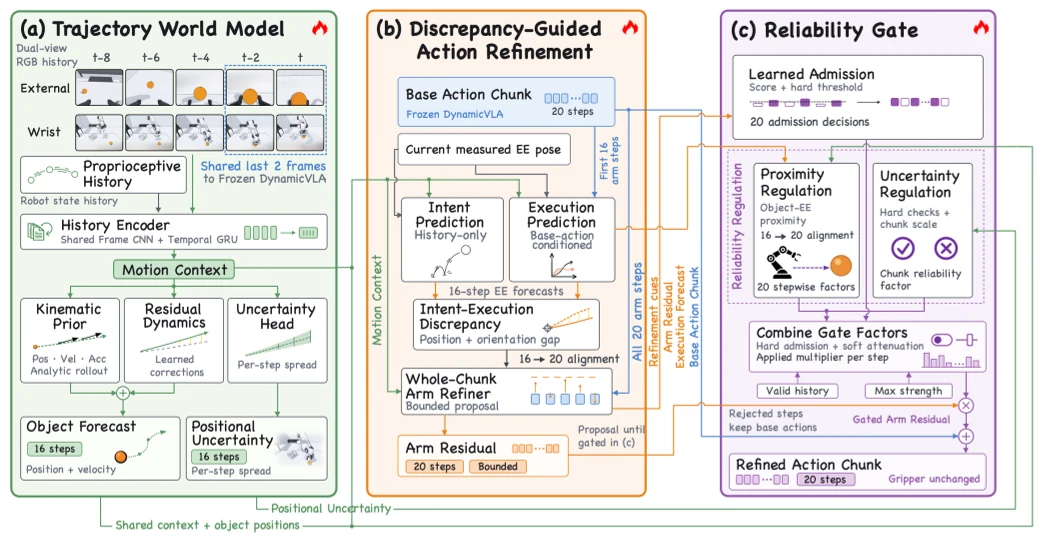 (a) Trajectory World Model
Dual-view
RGB history
t-8
t-6
t-4
t-2
t
External
Wrist
Proprioceptive
History
Robot state history
Shared last 2 frames
to Frozen DynamicVLA
History Encoder
Shared Frame CNN + Temporal GRU
Motion Context
Kinematic
Prior
Pos · Vel · Acc
Analytic rollout
Residual
Dynamics
Learned
corrections
Uncertainty
Head
Per-step spread
Object Forecast
16 steps
Position + velocity
Positional
Uncertainty
16 steps
Per-step spread
Positional Uncertainty
Shared context + object positions
(b) Discrepancy-Guided
Action Refinement
Base Action Chunk
Frozen DynamicVLA
20 steps
Current measured EE pose
First 16
arm steps
Intent
Prediction
History-only
Execution
Prediction
Base-action
conditioned
16-step EE forecasts
Intent-Execution
Discrepancy
Position + orientation gap
16 → 20 alignment
Motion Context
Whole-Chunk
Arm Refiner
Bounded proposal
Arm Residual
20 steps
Bounded
Proposal until
gated in (c)
All 20 arm steps
Refinement cues
Arm Residual
Execution Forecast
Base Action Chunk
(c) Reliability Gate
Learned Admission
Score + hard threshold
20 admission decisions
Reliability Regulation
Proximity
Regulation
Object-EE
proximity
16 → 20 alignment
20 stepwise factors
Uncertainty
Regulation
Hard checks +
chunk scale
Chunk reliability
factor
Combine Gate Factors
Hard admission + soft attenuation
Applied multiplier per step
Valid history
Max strength
Rejected steps
keep base actions
Gated Arm Residual
Refined Action Chunk
20 steps
Gripper unchanged